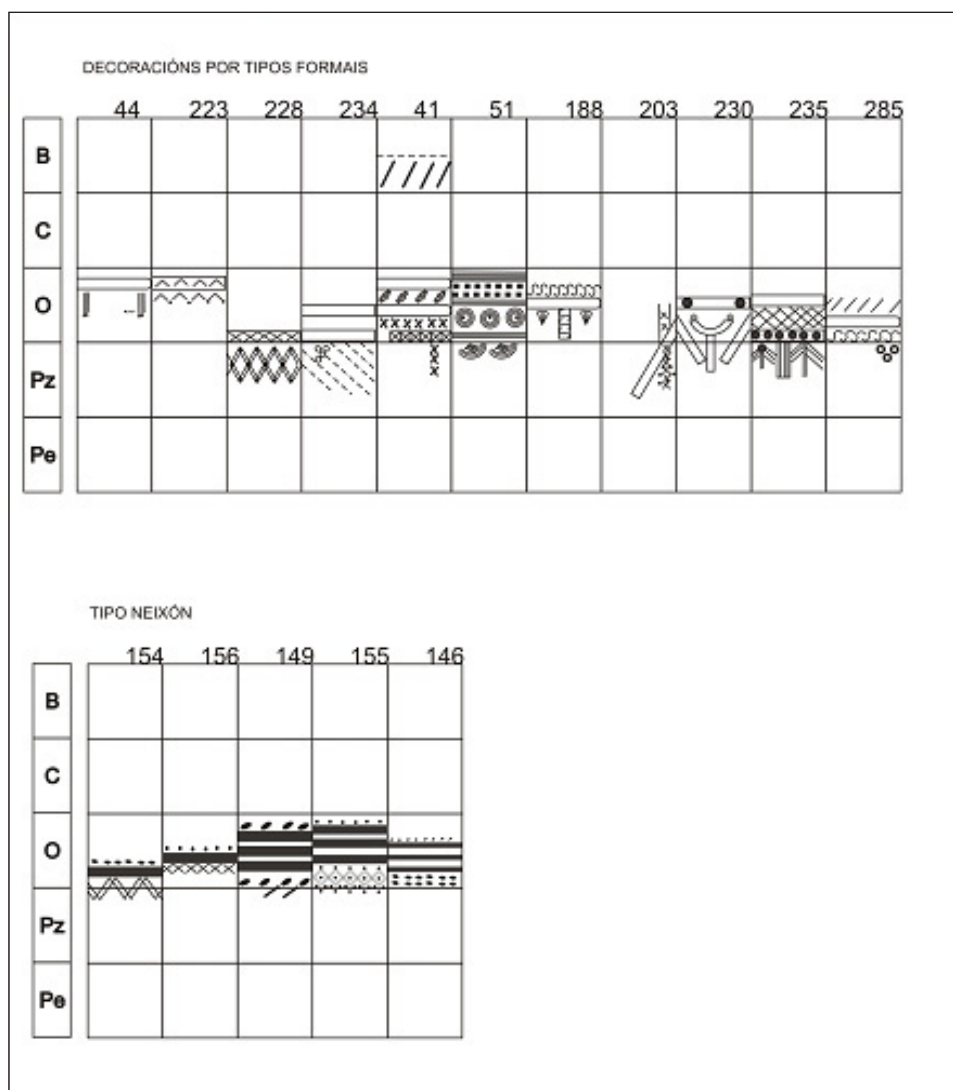 DECORACIÓNS POR TIPOS FORMAIS
44 223 228 234 41 51 188 203 230 235 285
B
C
O
Pz
Pe
TIPO NEIXÓN
154 156 149 155 146
B
C
O
Pz
Pe